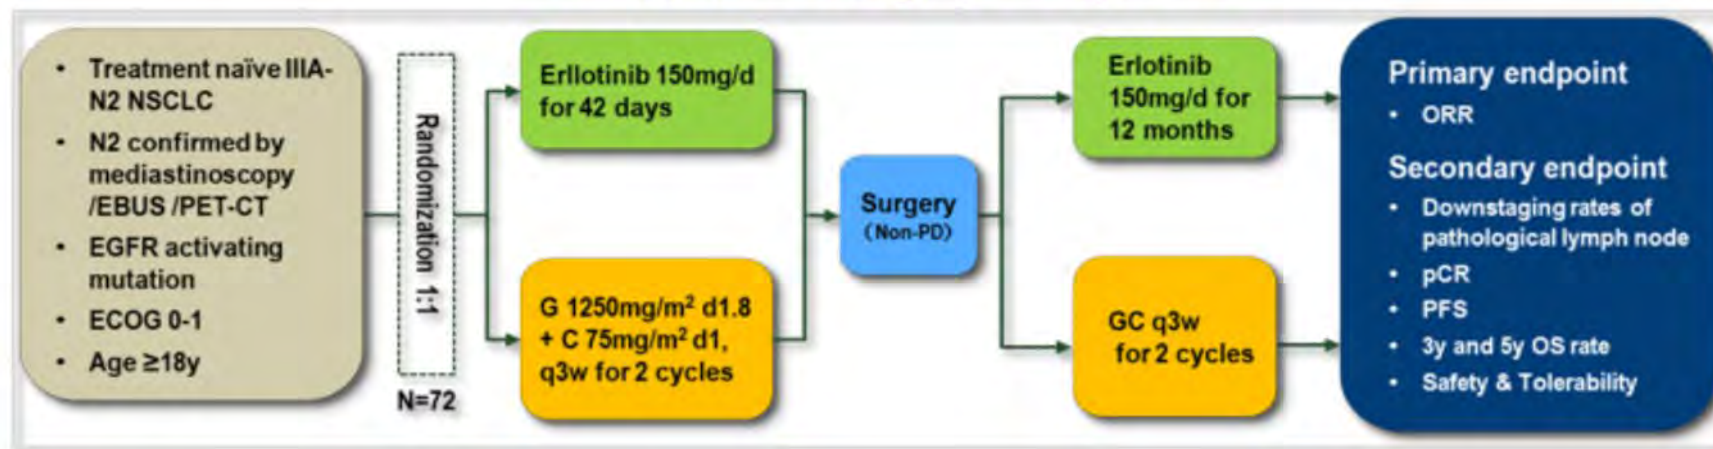 • Treatment naïve IIIA-
N2 NSCLC
• N2 confirmed by
mediastinoscopy
/EBUS /PET-CT
• EGFR activating
mutation
• ECOG 0-1
• Age ≥18y
Randomization 1:1
N=72
Erllotinib 150mg/d
for 42 days
G 1250mg/m² d1.8
+ C 75mg/m² d1,
q3w for 2 cycles
Surgery
(Non-PD)
Erlotinib
150mg/d for
12 months
GC q3w
for 2 cycles
Primary endpoint
• ORR
Secondary endpoint
• Downstaging rates of
pathological lymph node
• pCR
• PFS
• 3y and 5y OS rate
• Safety & Tolerability